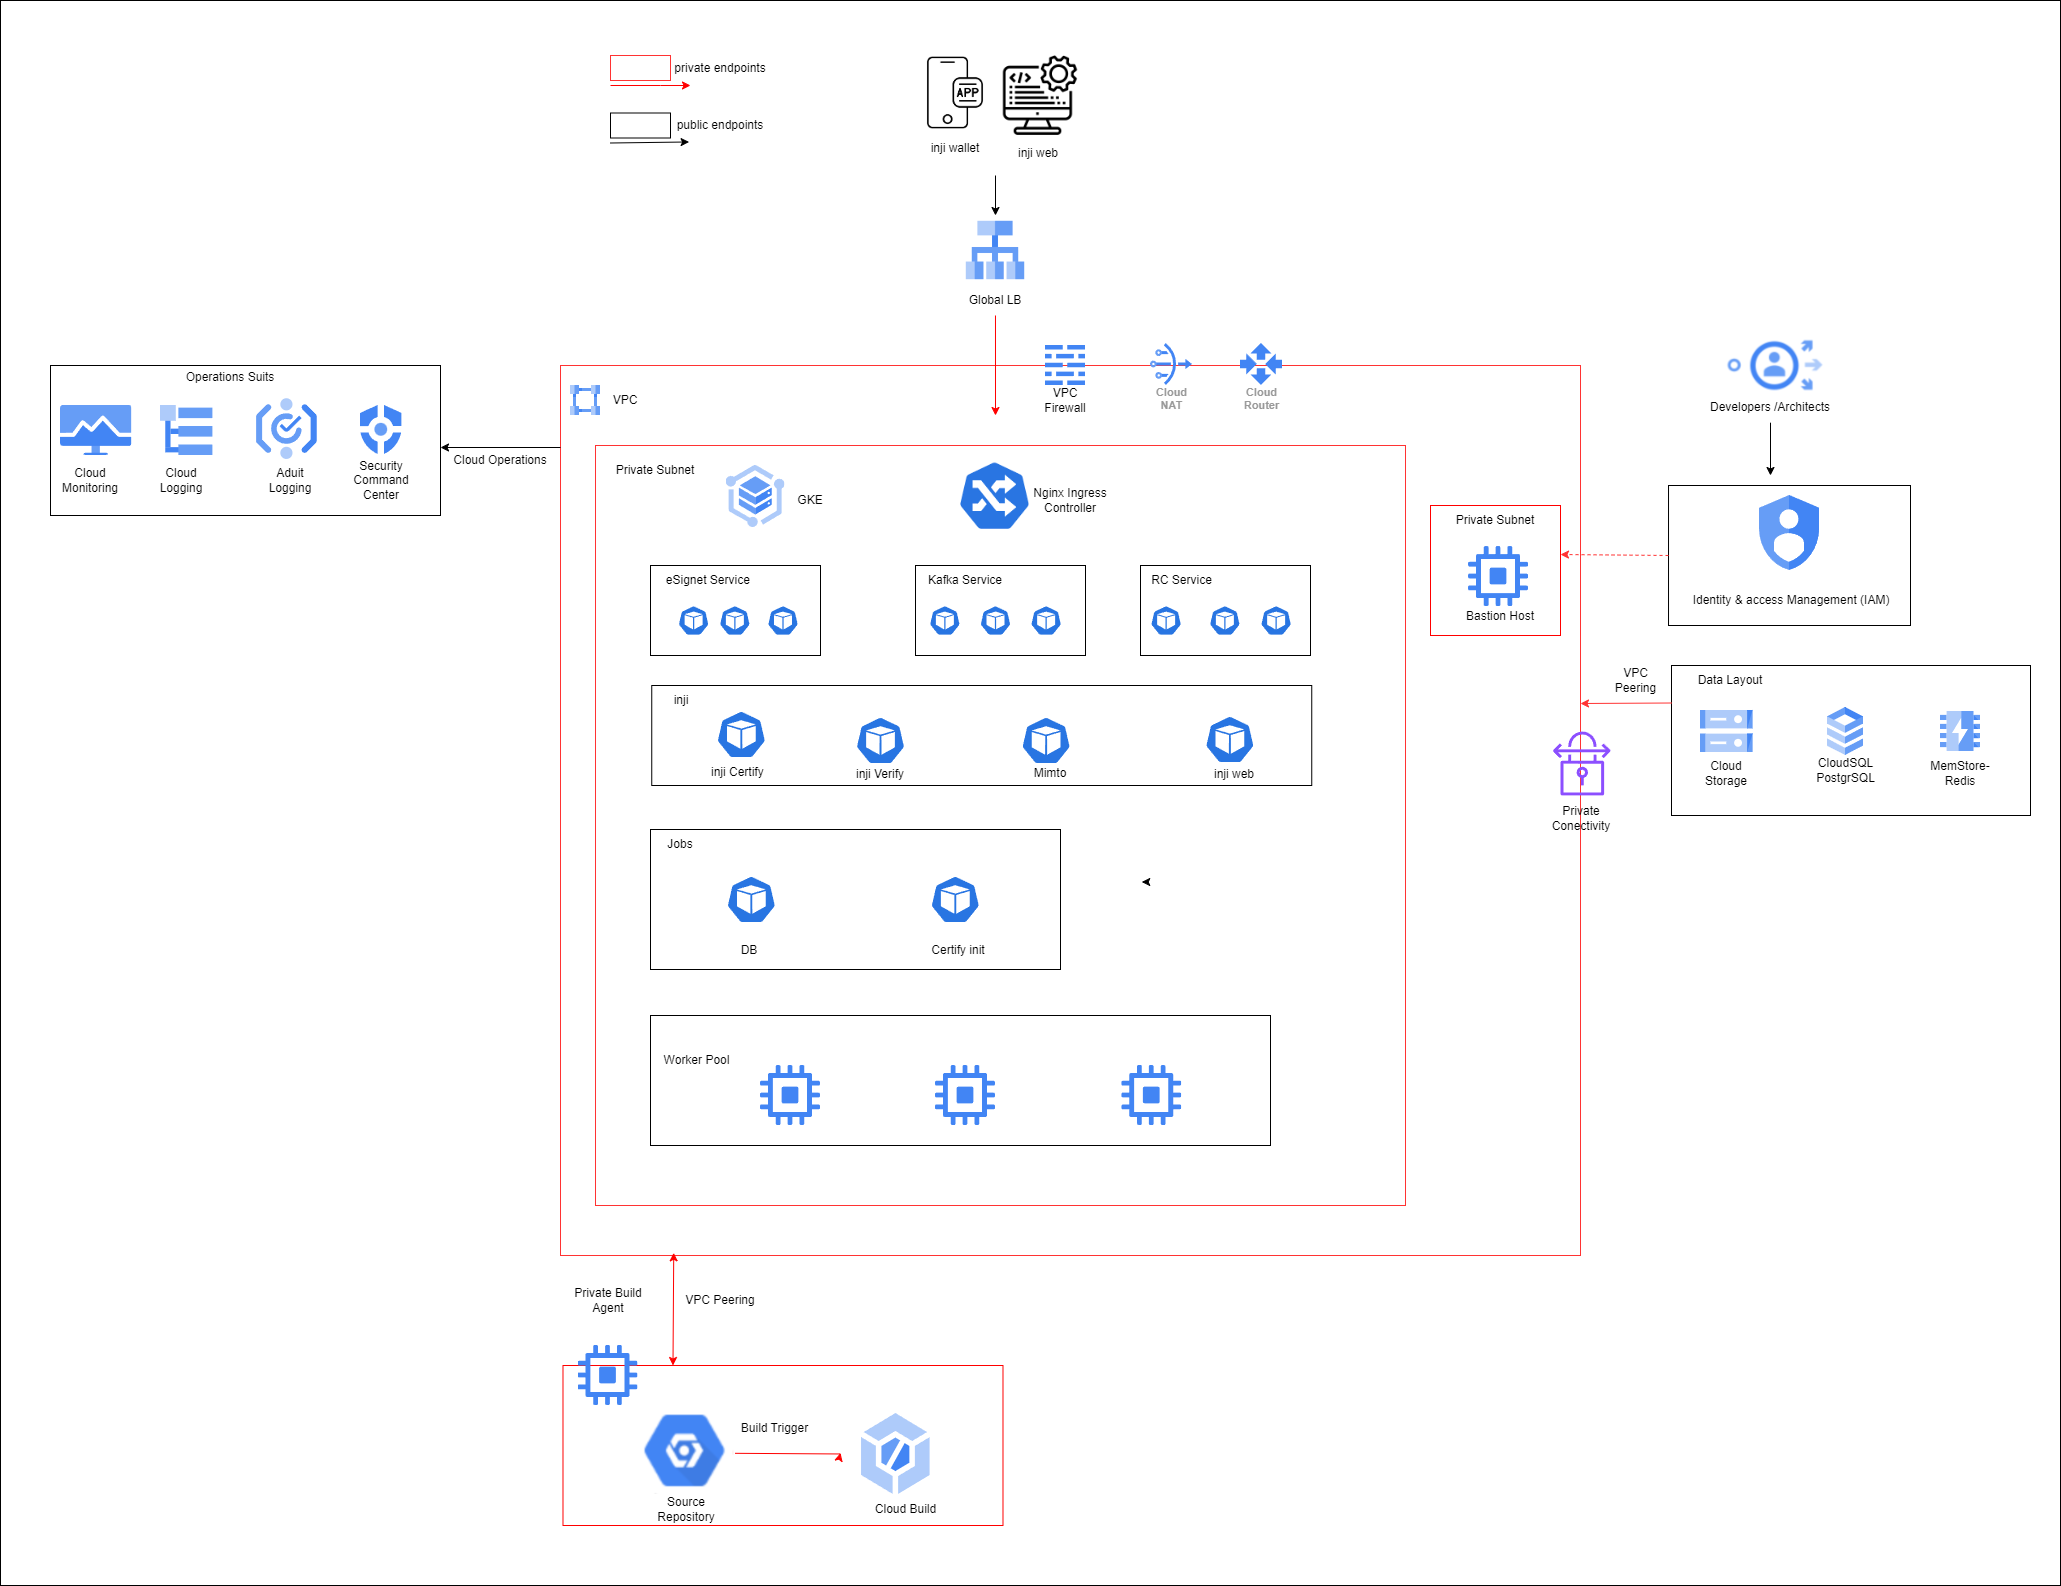 private endpoints
public endpoints
APP
</>
inji wallet
inji web
Global LB
Operations Suits
Cloud
Monitoring
Cloud
Logging
Aduit
Logging
Security
Command
Center
Cloud Operations
VPC
VPC
Firewall
Cloud
NAT
Cloud
Router
Developers /Architects
Private Subnet
GKE
Nginx Ingress
Controller
Private Subnet
Bastion Host
Identity & access Management (IAM)
eSignet Service
Kafka Service
RC Service
VPC
Peering
Data Layout
Cloud
Storage
CloudSQL
PostgrSQL
MemStore-
Redis
inji
inji Certify
inji Verify
Mimto
inji web
Private
Conectivity
Jobs
DB
Certify init
Worker Pool
Private Build
Agent
VPC Peering
Build Trigger
Source
Repository
Cloud Build